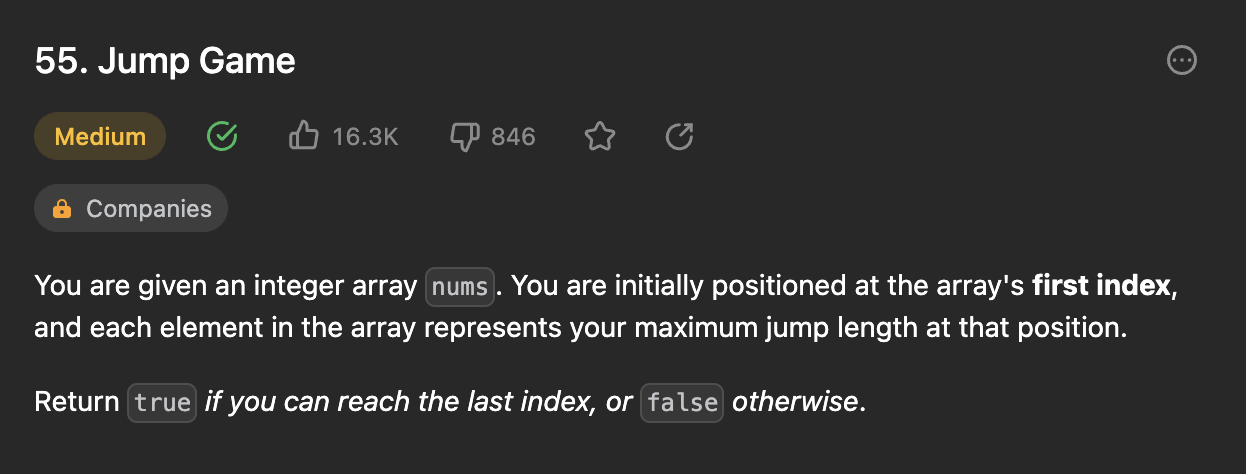 55. Jump Game
Medium 16.3K 846
Companies
You are given an integer array nums. You are initially positioned at the array's first index,
and each element in the array represents your maximum jump length at that position.
Return true if you can reach the last index, or false otherwise.